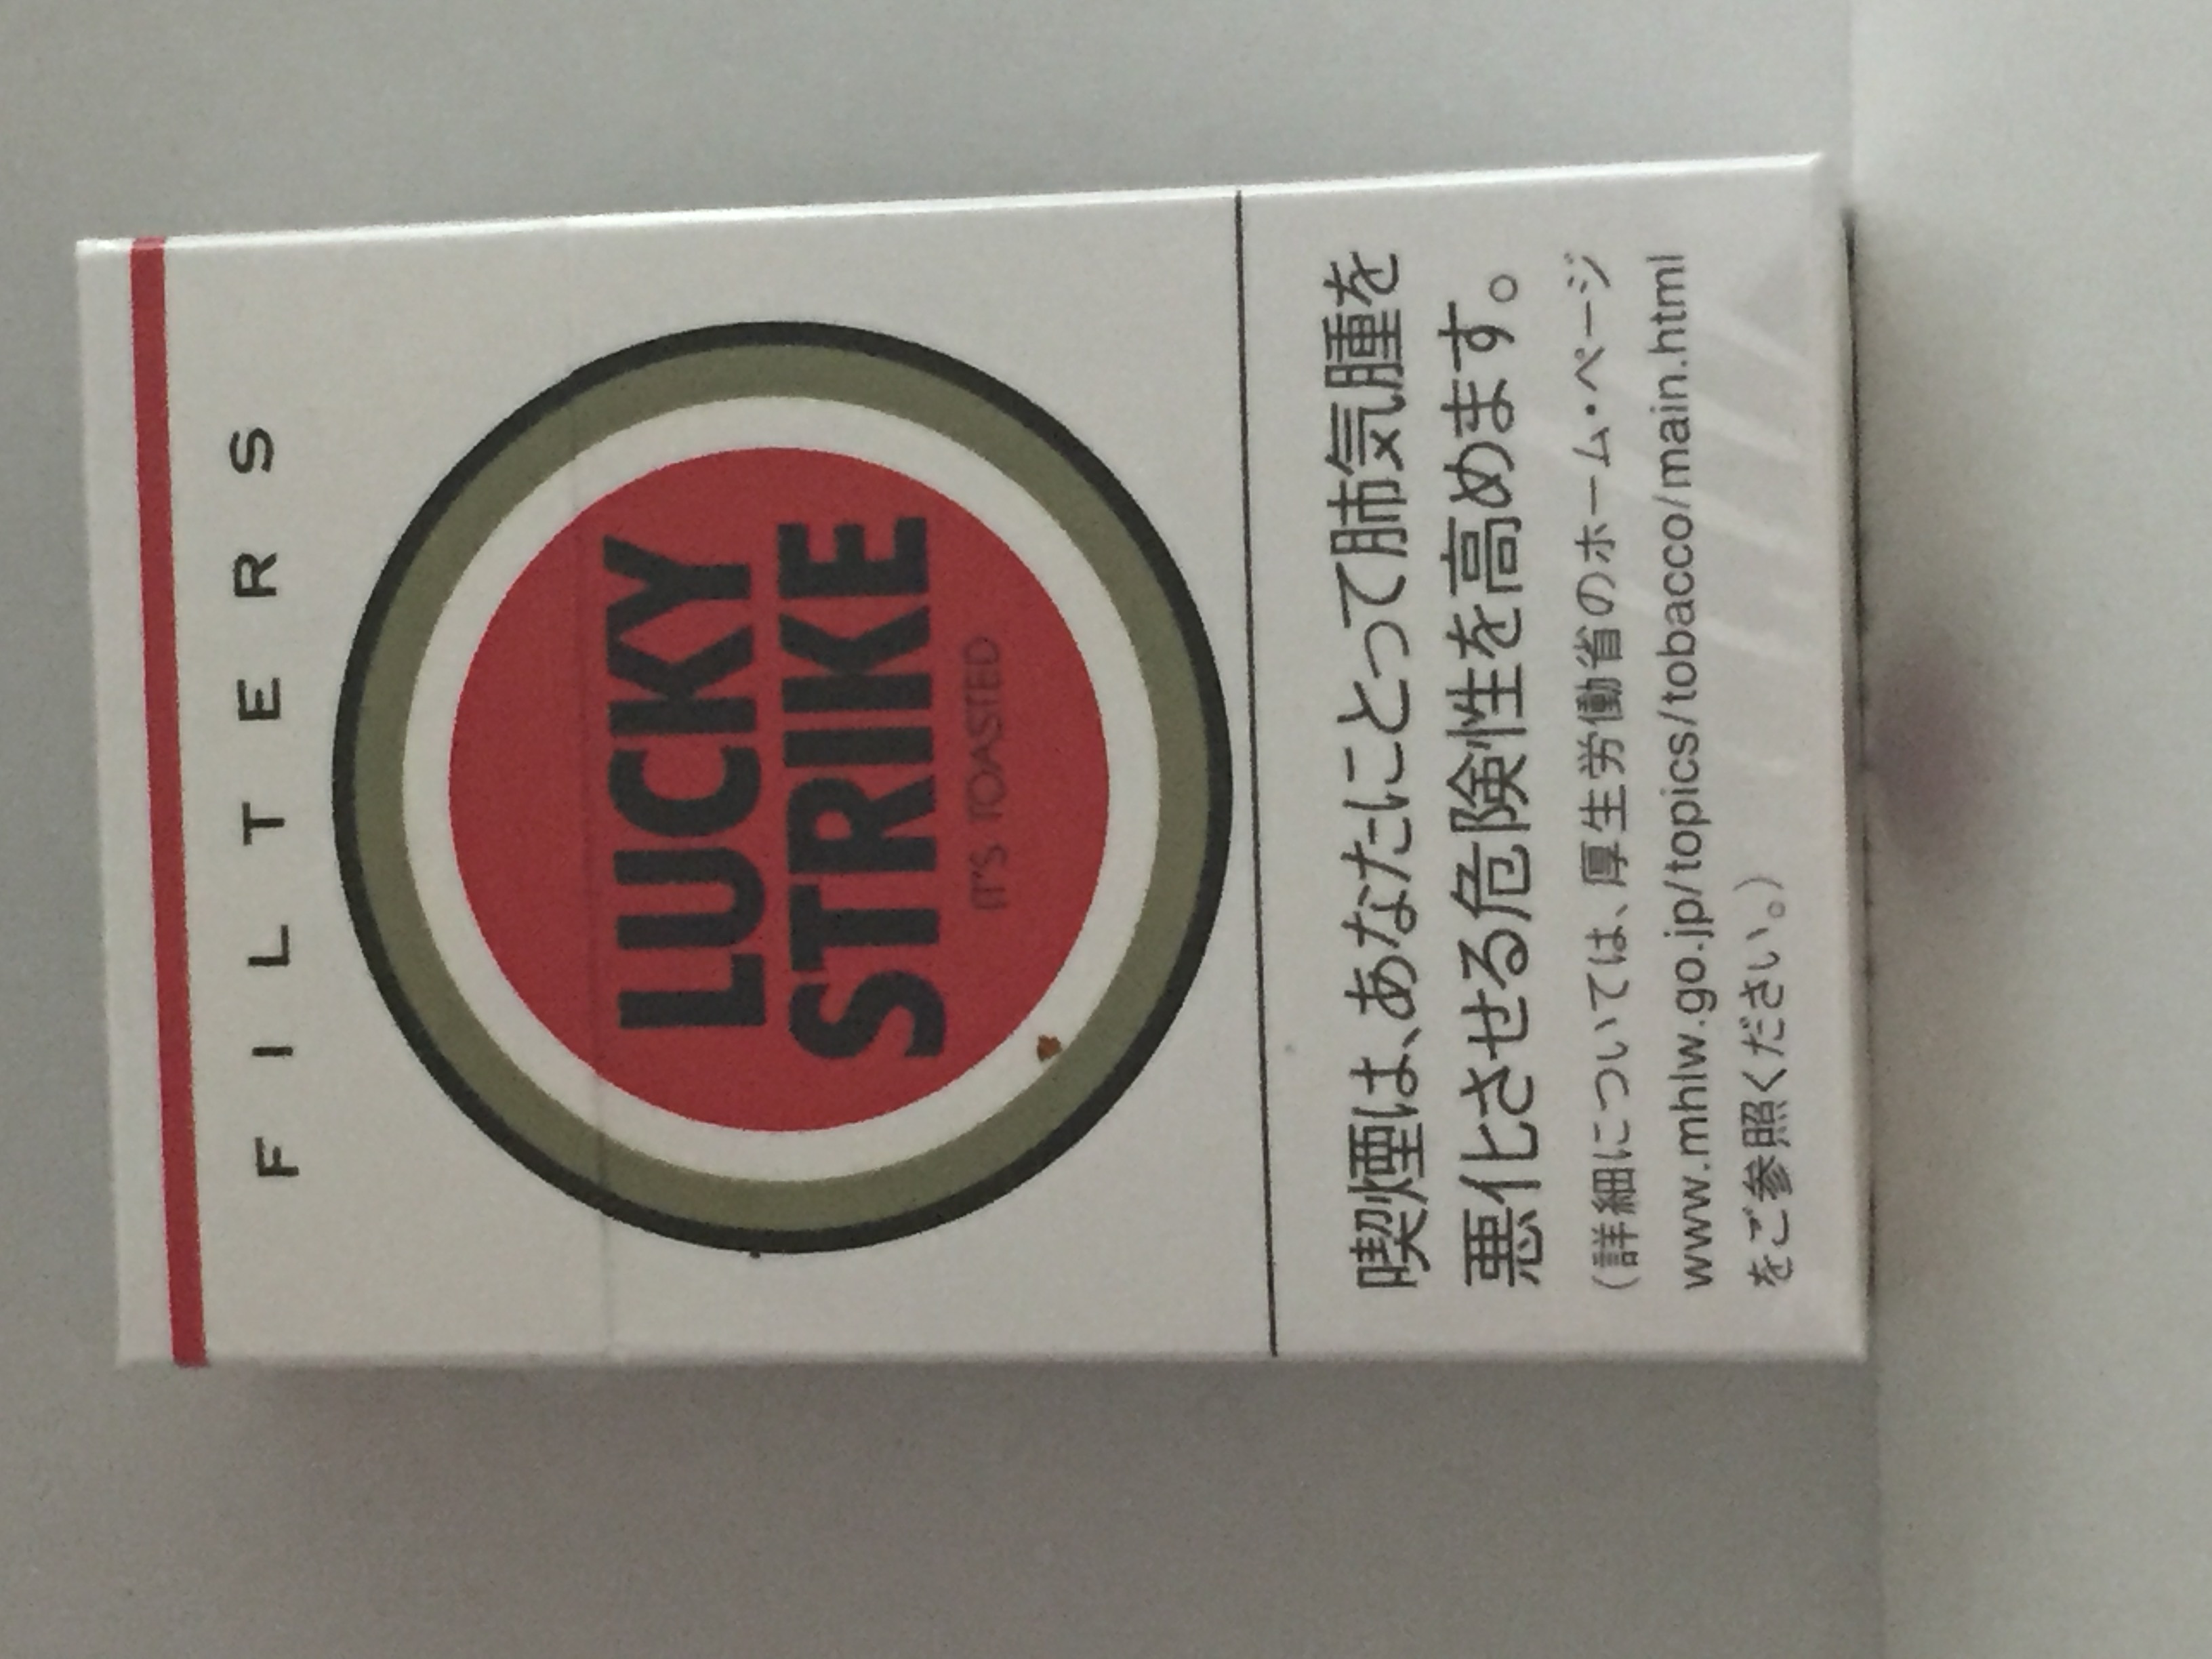 FILTERS
LUCKY
STRIKE
IT'S TOASTED
喫煙は、あなたにとって肺気腫を
悪化させる危険性を高めます。
(詳細については、厚生労働省のホーム・ページ
www.mhlw.go.jp/topics/tobacco/main.html
をご参照ください。)